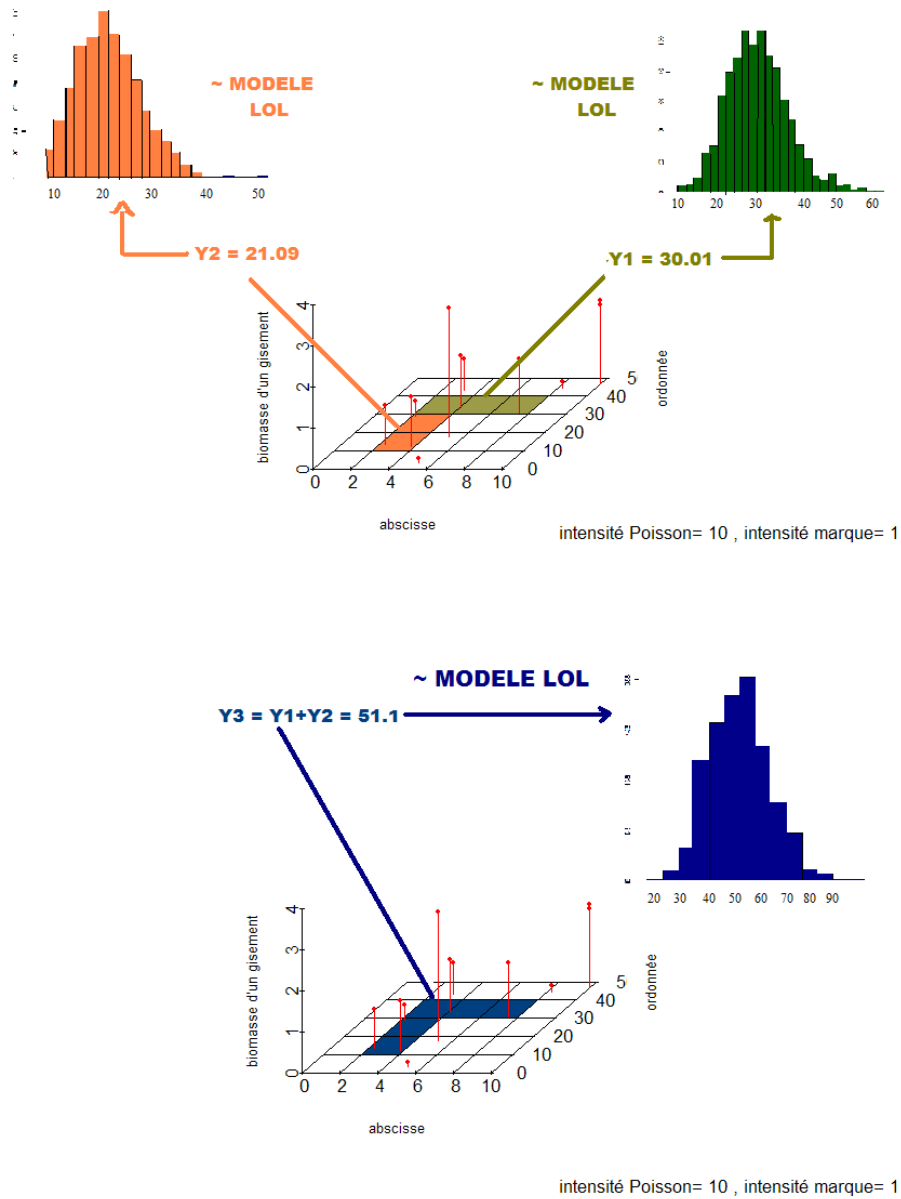 ~ MODELE
LOL
~ MODELE
LOL
10 20 30 40 50
10 20 30 40 50 60
Y2 = 21.09
Y1 = 30.01
biomasse d'un gisement
0 1 2 3 4
0 2 4 6 8 10
0 10 20 30 40 5
ordonnée
abscisse
intensité Poisson= 10 , intensité marque= 1
~ MODELE LOL
Y3 = Y1+Y2 = 51.1
20 30 40 50 60 70 80 90
biomasse d'un gisement
0 1 2 3 4
0 2 4 6 8 10
0 10 20 30 40 5
ordonnée
abscisse
intensité Poisson= 10 , intensité marque= 1